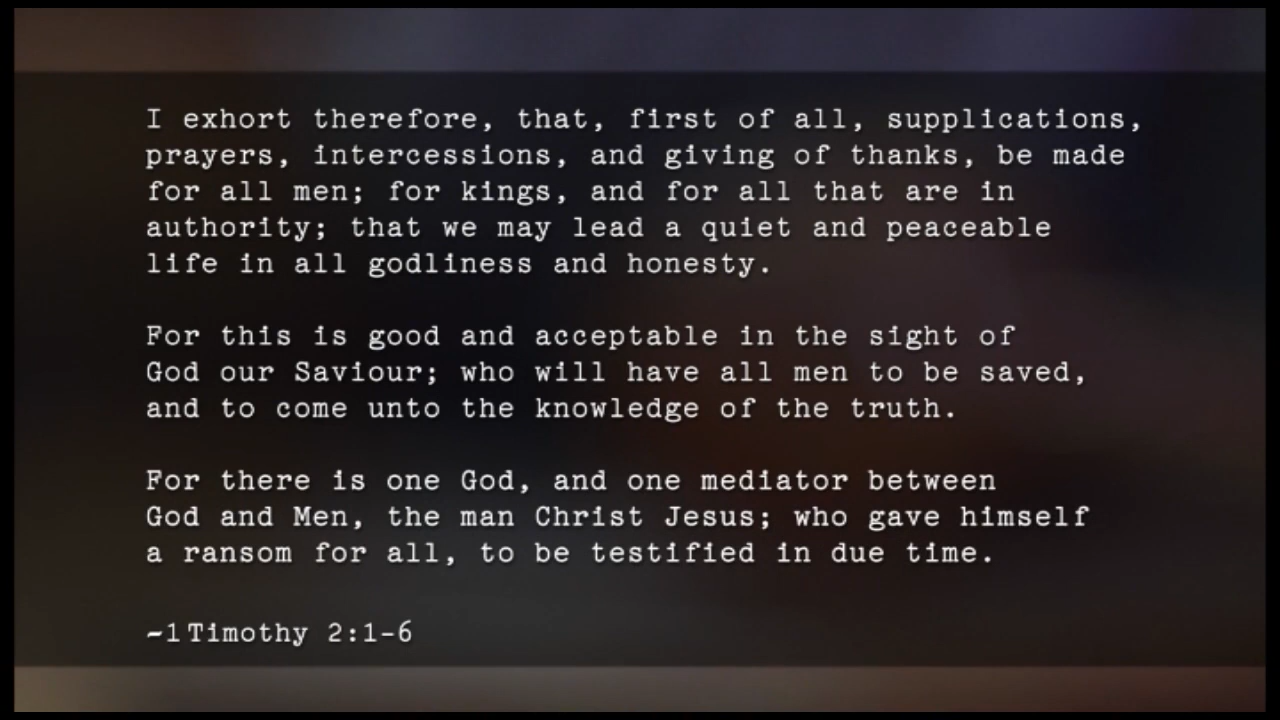 I exhort therefore, that, first of all, supplications,
prayers, intercessions, and giving of thanks, be made
for all men; for kings, and for all that are in
authority; that we may lead a quiet and peaceable
life in all godliness and honesty.
For this is good and acceptable in the sight of
God our Saviour; who will have all men to be saved,
and to come unto the knowledge of the truth.
For there is one God, and one mediator between
God and Men, the man Christ Jesus; who gave himself
a ransom for all, to be testified in due time.
~1 Timothy 2:1-6